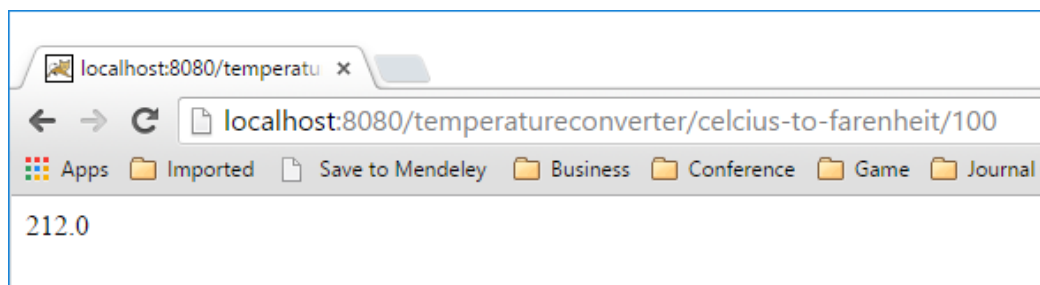 localhost:8080/temperatu
localhost:8080/temperatureconverter/celcius-to-farenheit/100
Apps Imported Save to Mendeley Business Conference Game Journal
212.0